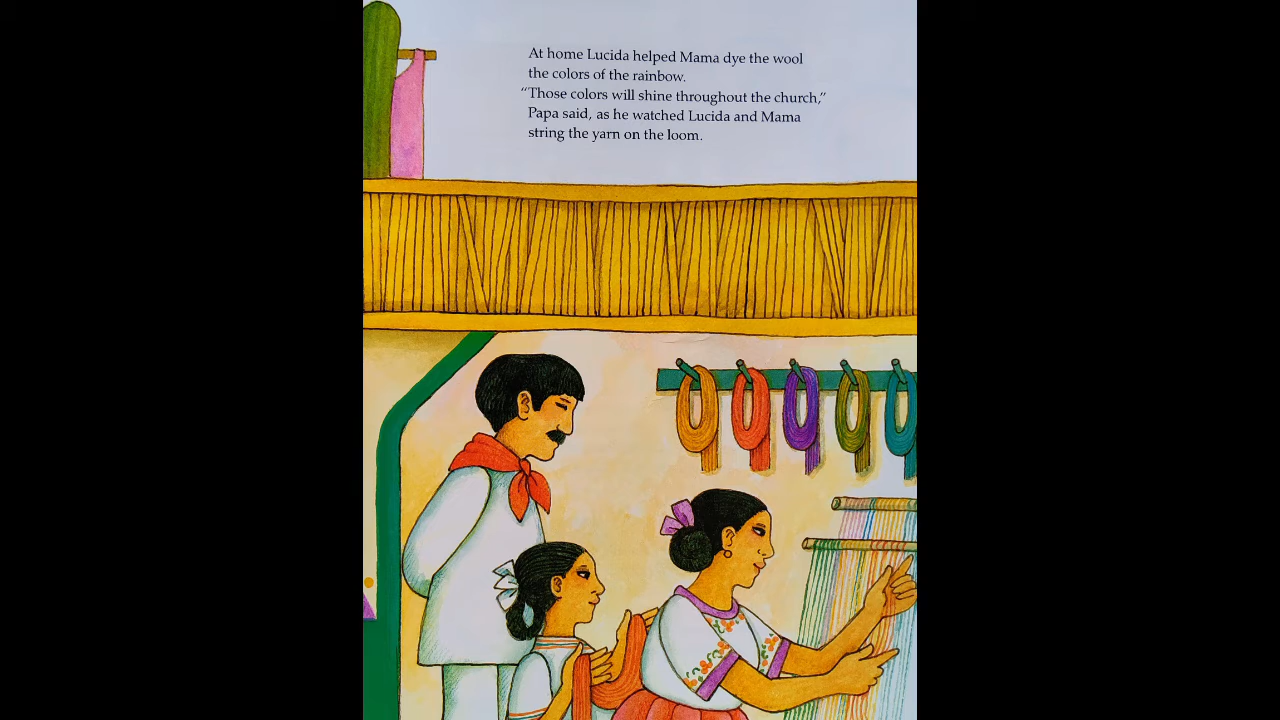 At home Lucida helped Mama dye the wool
the colors of the rainbow.
“Those colors will shine throughout the church,”
Papa said, as he watched Lucida and Mama
string the yarn on the loom.